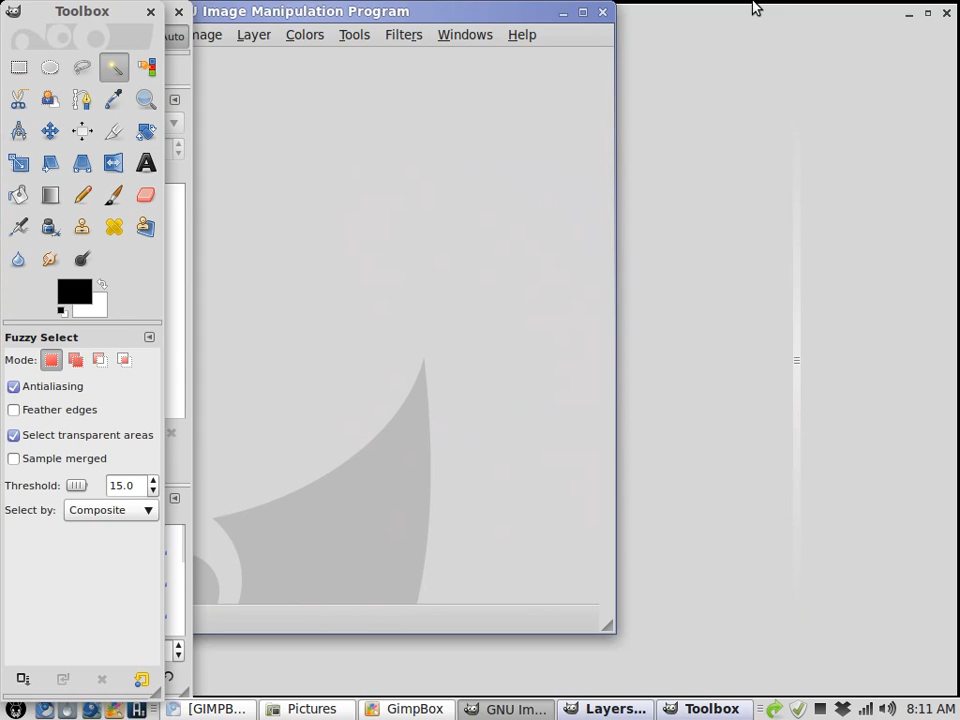 Toolbox
Image Manipulation Program
Auto
Layer
Colors
Tools
Filters
Windows
Help
Fuzzy Select
Mode:
Antialiasing
Feather edges
Select transparent areas
Sample merged
Threshold:
15.0
Select by:
Composite
[GIMPB...
Pictures
GimpBox
GNU Im...
Layers...
Toolbox
8:11 AM